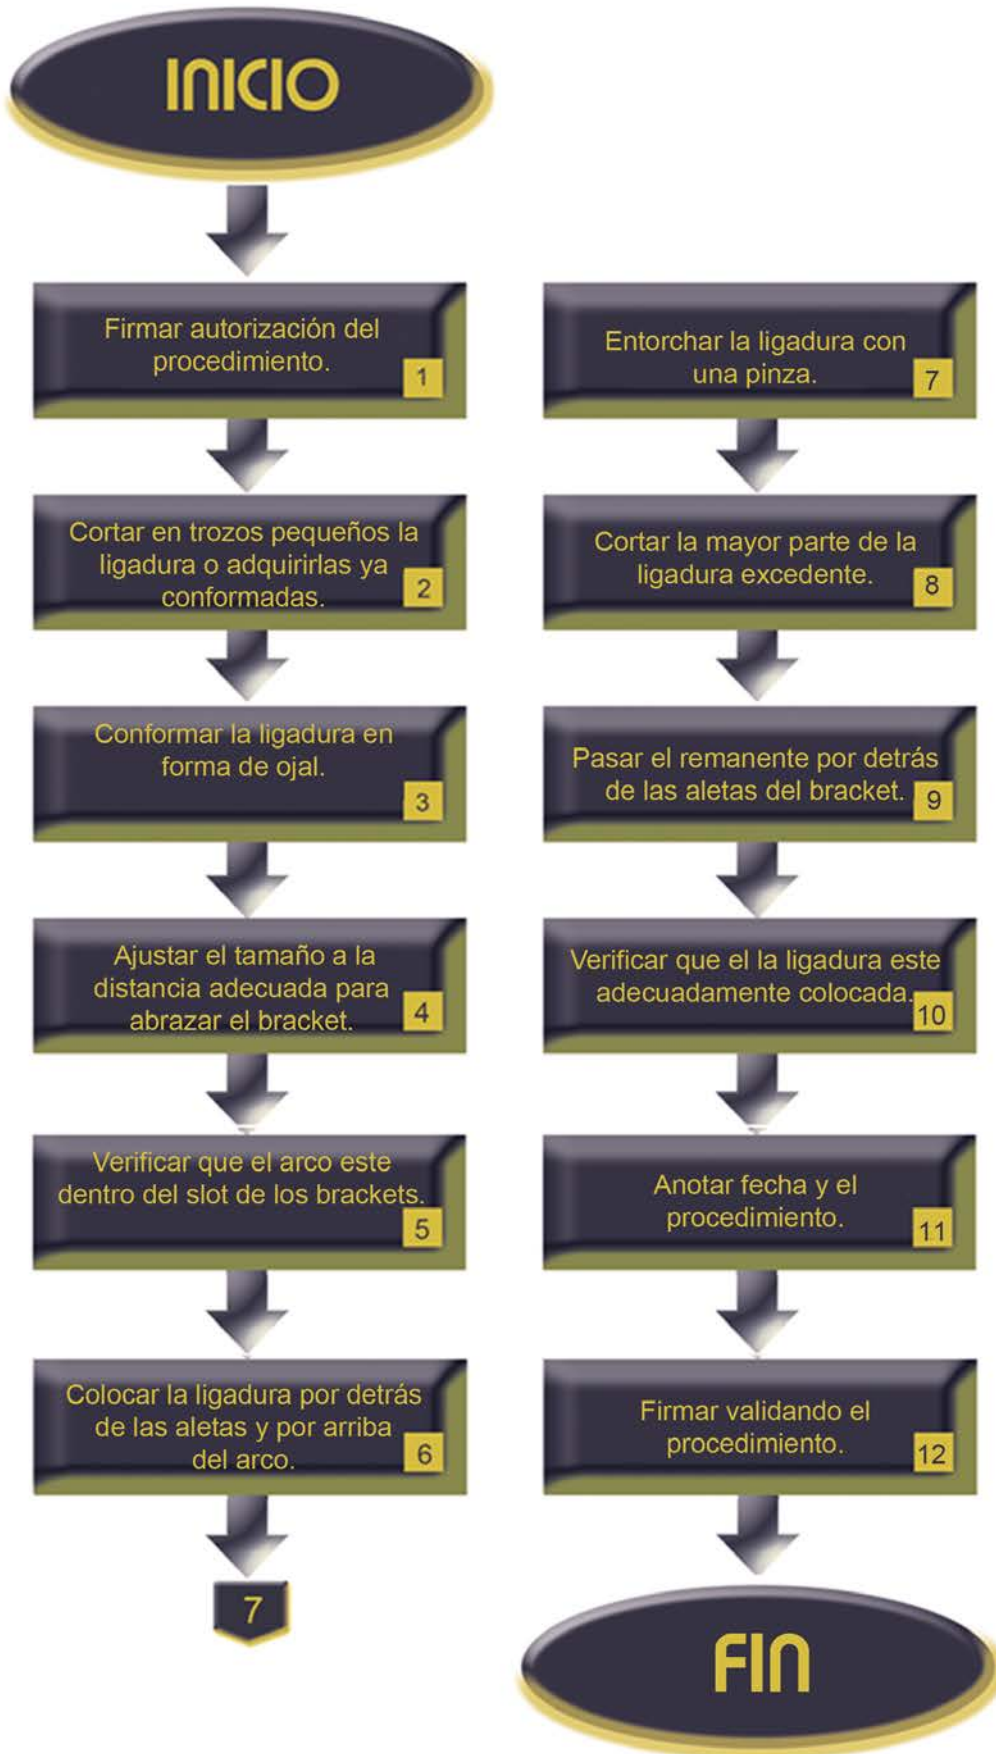 INICIO
Firmar autorización del
procedimiento.
1
Cortar en trozos pequeños la
ligadura o adquirirlas ya
conformadas.
2
Conformar la ligadura en
forma de ojal.
3
Ajustar el tamaño a la
distancia adecuada para
abrazar el bracket.
4
Verificar que el arco este
dentro del slot de los brackets.
5
Colocar la ligadura por detrás
de las aletas y por arriba
del arco.
6
7
Entorchar la ligadura con
una pinza.
7
Cortar la mayor parte de la
ligadura excedente.
8
Pasar el remanente por detrás
de las aletas del bracket.
9
Verificar que el la ligadura este
adecuadamente colocada.
10
Anotar fecha y el
procedimiento.
11
Firmar validando el
procedimiento.
12
FIN